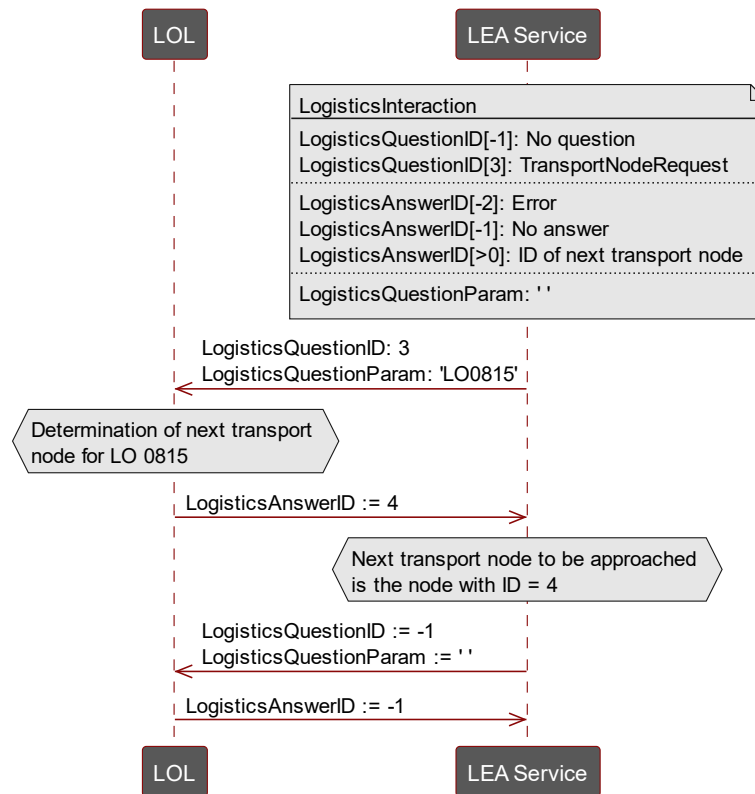 LOL
LEA Service
LogisticsInteraction
LogisticsQuestionID[-1]: No question
LogisticsQuestionID[3]: TransportNodeRequest
LogisticsAnswerID[-2]: Error
LogisticsAnswerID[-1]: No answer
LogisticsAnswerID[>0]: ID of next transport node
LogisticsQuestionParam: ' '
LogisticsQuestionID: 3
LogisticsQuestionParam: 'LO0815'
Determination of next transport
node for LO 0815
LogisticsAnswerID := 4
Next transport node to be approached
is the node with ID = 4
LogisticsQuestionID := -1
LogisticsQuestionParam := ' '
LogisticsAnswerID := -1
LOL
LEA Service